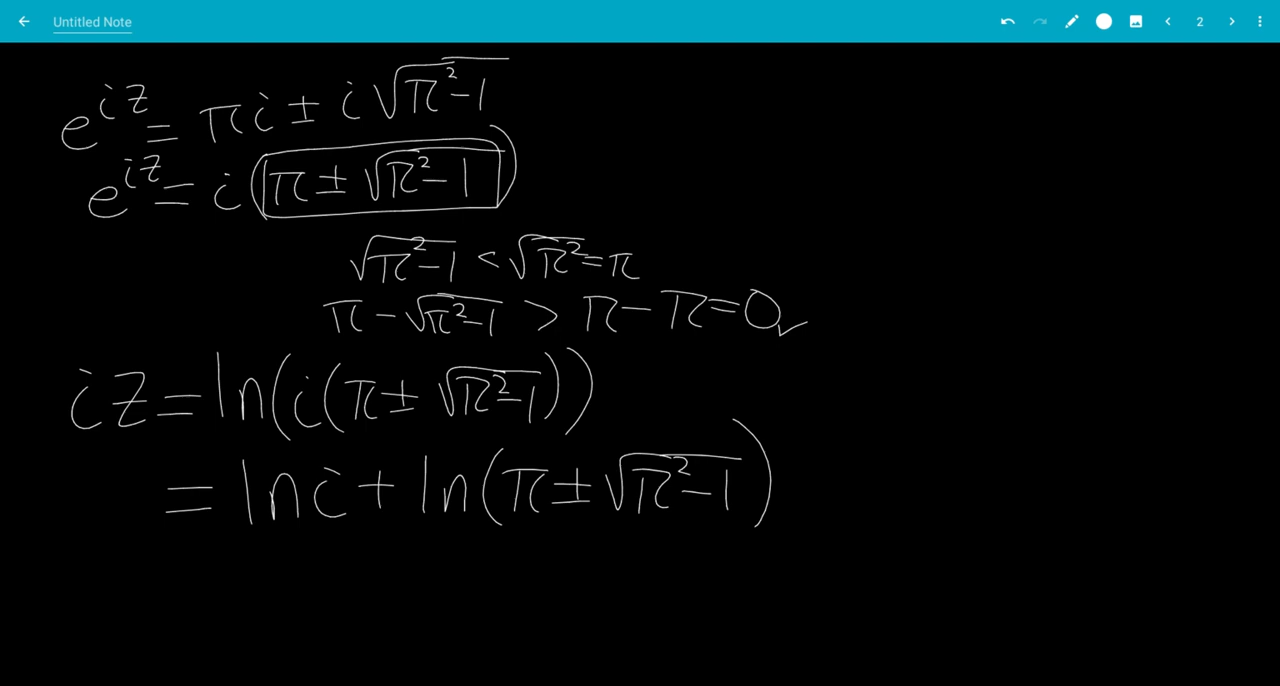 Untitled Note
2
e^{iz} = πi ± i√(π²-1)
e^{iz} = i(π ± √(π²-1))
√(π²-1) < √(π²) = π
π - √(π²-1) > π - π = 0 ✓
iz = ln(i(π ± √(π²-1)))
= ln i + ln(π ± √(π²-1))